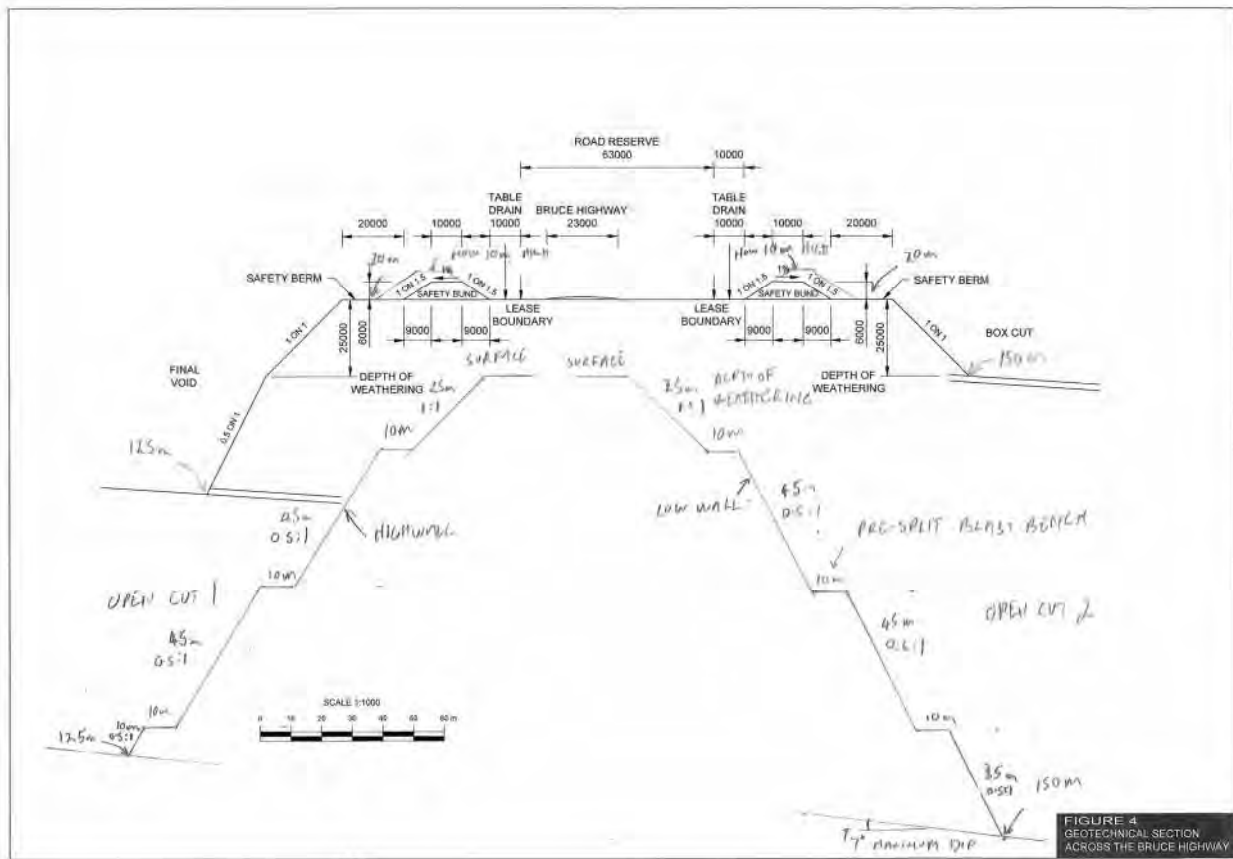 ROAD RESERVE
63000
10000
TABLE
DRAIN
BRUCE HIGHWAY
TABLE
DRAIN
20000
10000
10000
23000
10000
10000
20000
10m HIGH
Now 10m HIGH
20m
20m
SAFETY BERM
1 ON 1.5
1 ON 1.5
SAFETY BUND
1 ON 1.5
1 ON 1.5
SAFETY BUND
SAFETY BERM
1 ON 1
25000
6000
9000
9000
LEASE
BOUNDARY
LEASE
BOUNDARY
9000
9000
6000
25000
1 ON 1
BOX CUT
150m
FINAL
VOID
DEPTH OF
WEATHERING
SURFACE
SURFACE
DEPTH OF
WEATHERING
0.5 ON 1
25m
1:1
1:1
DEPTH OF
WEATHERING
10m
10m
125m
45m
0.5:1
HIGHWALL
LOW WALL
45m
0.5:1
PRE-SPLIT BLAST BENCH
10m
10m
OPEN CUT 1
OPEN CUT 2
45m
0.5:1
45m
0.5:1
SCALE 1:1000
0 10 20 30 40 50 60 m
10m
10m
10m
0.5:1
125m
35m
0.5:1
150m
7° MAXIMUM DIP
FIGURE 4
GEOTECHNICAL SECTION
ACROSS THE BRUCE HIGHWAY